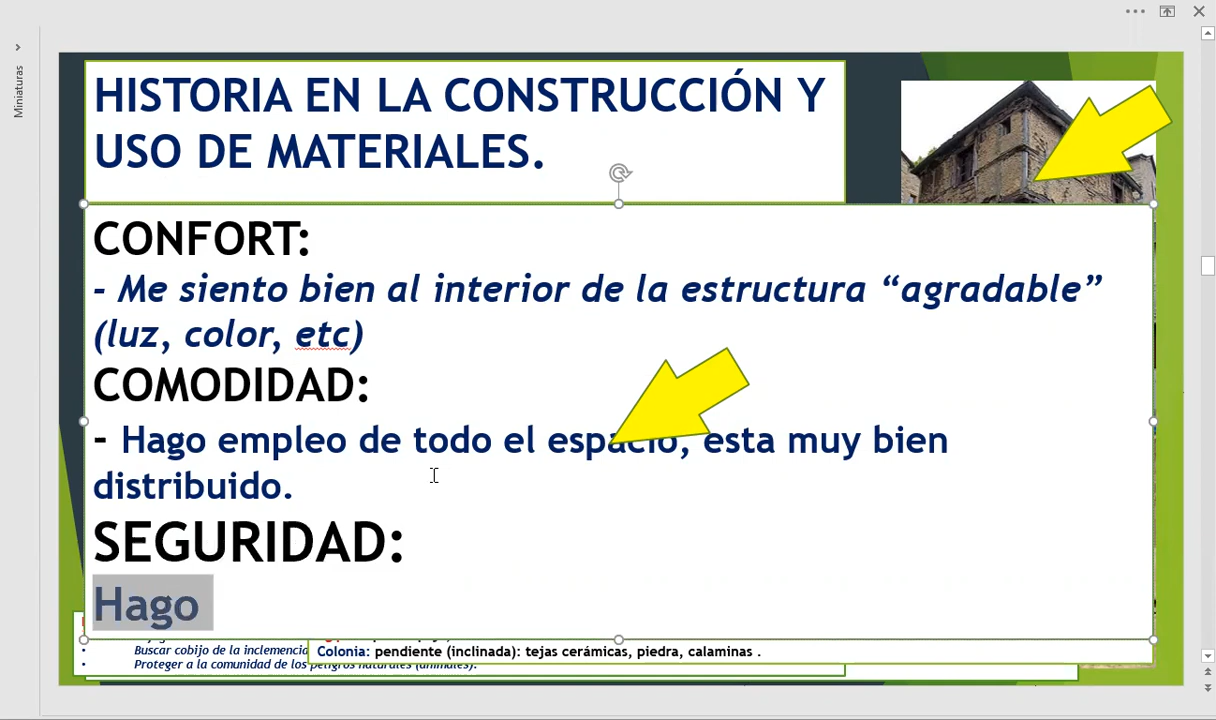 Miniaturas
HISTORIA EN LA CONSTRUCCIÓN Y
USO DE MATERIALES.
CONFORT:
- Me siento bien al interior de la estructura “agradable”
(luz, color, etc)
COMODIDAD:
- Hago empleo de todo el espacio, esta muy bien
distribuido.
SEGURIDAD:
Hago
• Buscar cobijo de la inclemencia
Colonia: pendiente (inclinada): tejas cerámicas, piedra, calaminas .
• Proteger a la comunidad de los peligros naturales (animales).